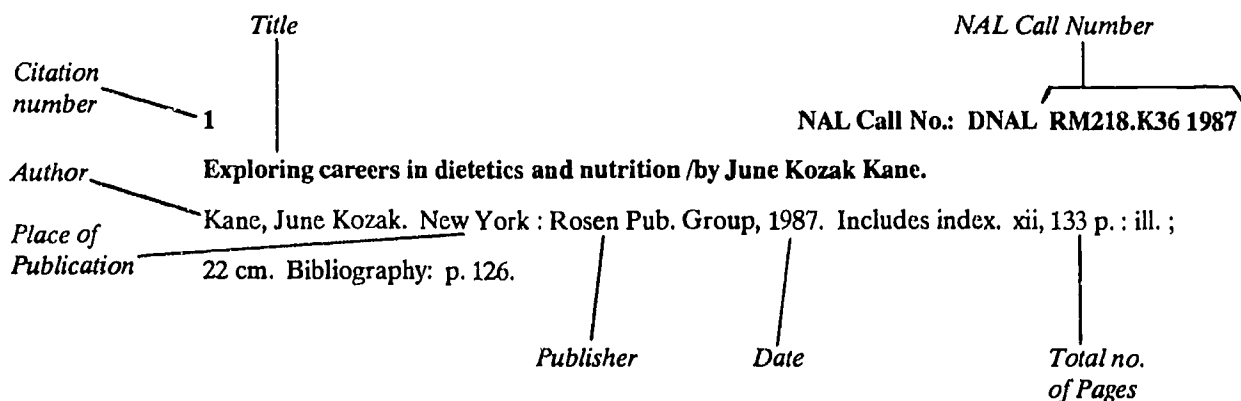 Title
NAL Call Number
Citation
number
1
NAL Call No.: DNAL RM218.K36 1987
Exploring careers in dietetics and nutrition /by June Kozak Kane.
Author
Kane, June Kozak. New York : Rosen Pub. Group, 1987. Includes index. xii, 133 p. : ill. ;
Place of
Publication
22 cm. Bibliography: p. 126.
Publisher
Date
Total no.
of Pages